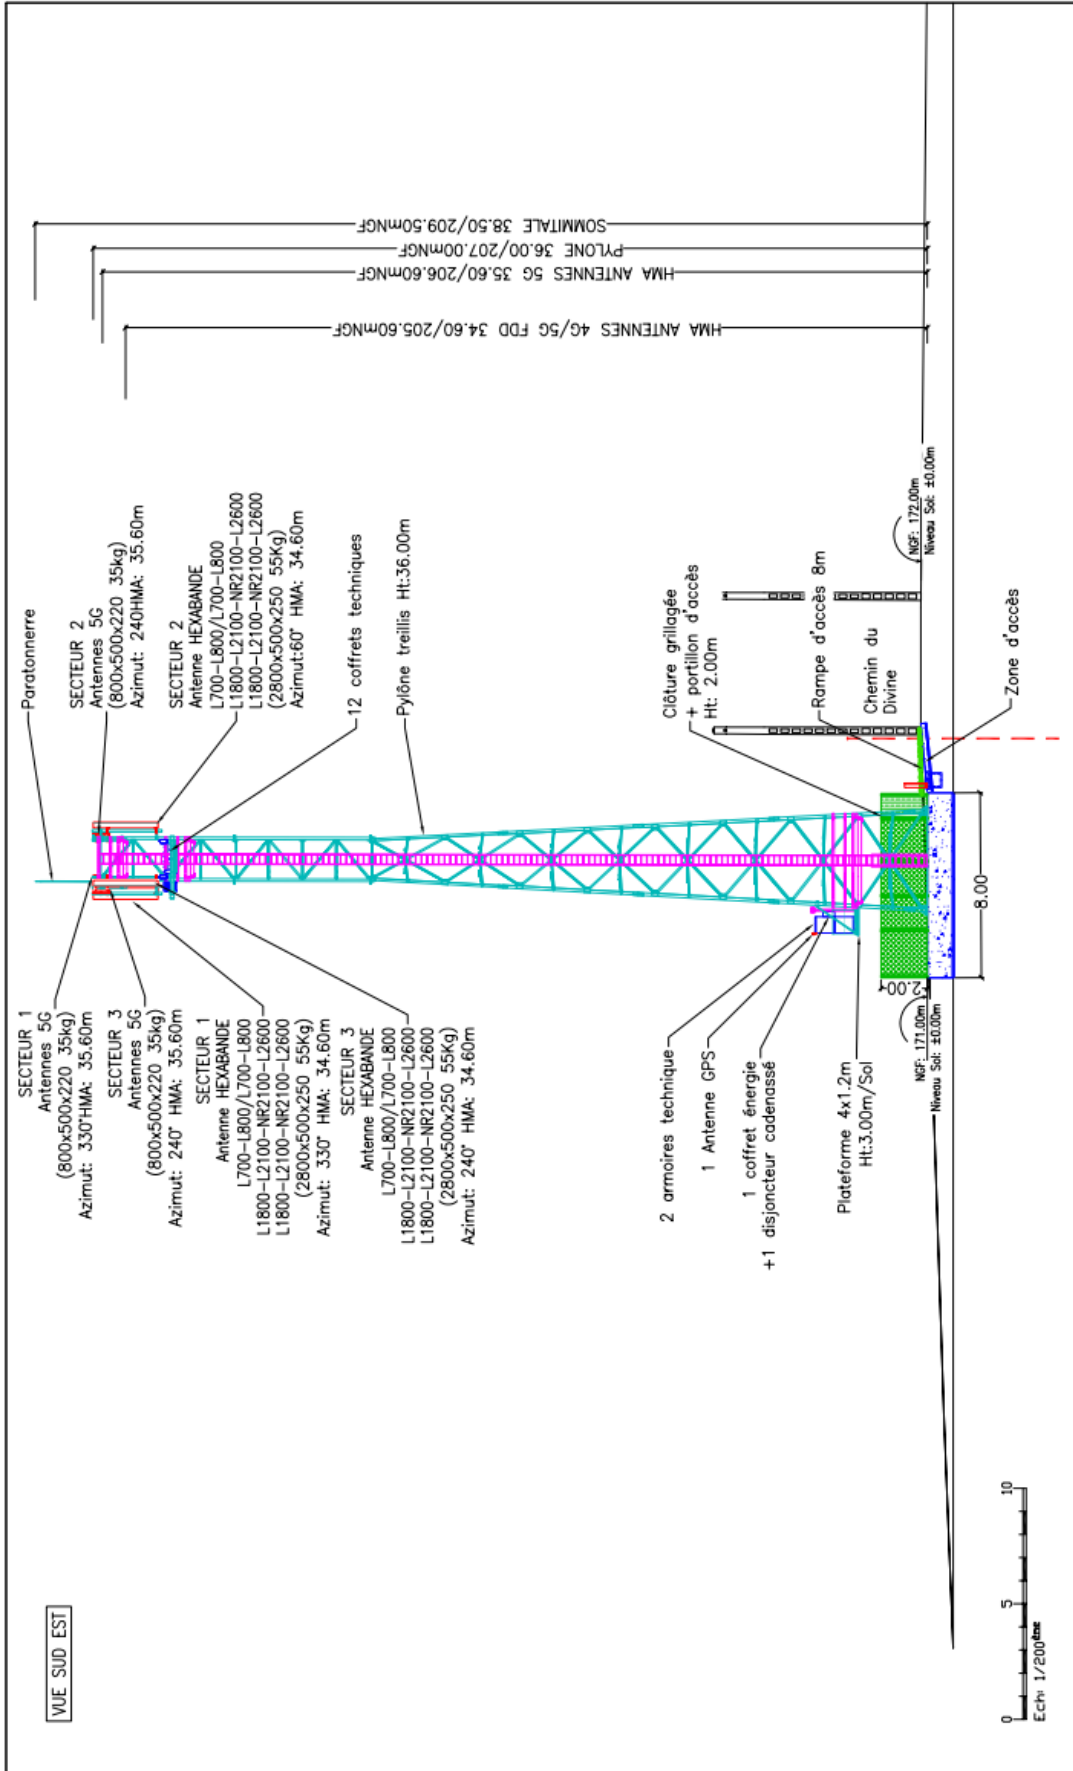 VUE SUD EST
SECTEUR 1
Antennes 5G
(800x500x220 35kg)
Azimut: 330°HMA: 35.60m
SECTEUR 3
Antennes 5G
(800x500x220 35kg)
Azimut: 240° HMA: 35.60m
SECTEUR 1
Antenne HEXABANDE
L700-L800/L700-L800
L1800-L2100-NR2100-L2600
L1800-L2100-NR2100-L2600
(2800x500x250 55Kg)
Azimut: 330° HMA: 34.60m
SECTEUR 3
Antenne HEXABANDE
L700-L800/L700-L800
L1800-L2100-NR2100-L2600
L1800-L2100-NR2100-L2600
(2800x500x250 55Kg)
Azimut: 240° HMA: 34.60m
2 armoires technique
1 Antenne GPS
1 coffret énergie
+1 disjoncteur cadenassé
Plateforme 4x1.2m
Ht:3.00m/Sol
NGF: 171.00m
Niveau Sol: ±0.00m
2.00
8.00
Paratonnerre
SECTEUR 2
Antennes 5G
(800x500x220 35kg)
Azimut: 240HMA: 35.60m
SECTEUR 2
Antenne HEXABANDE
L700-L800/L700-L800
L1800-L2100-NR2100-L2600
L1800-L2100-NR2100-L2600
(2800x500x250 55Kg)
Azimut:60° HMA: 34.60m
12 coffrets techniques
Pylône treillis Ht:36.00m
Clôture grillagée
+ portillon d'accès
Ht: 2.00m
Rampe d'accès 8m
Chemin du
Divine
NGF: 172.00m
Niveau Sol: ±0.00m
Zone d'accès
SOMMITALE 38.50/209.50mNGF
PYLONE 36.00/207.00mNGF
HMA ANTENNES 5G 35.60/206.60mNGF
HMA ANTENNES 4G/5G FDD 34.60/205.60mNGF
0 5 10
Ech: 1/200ème